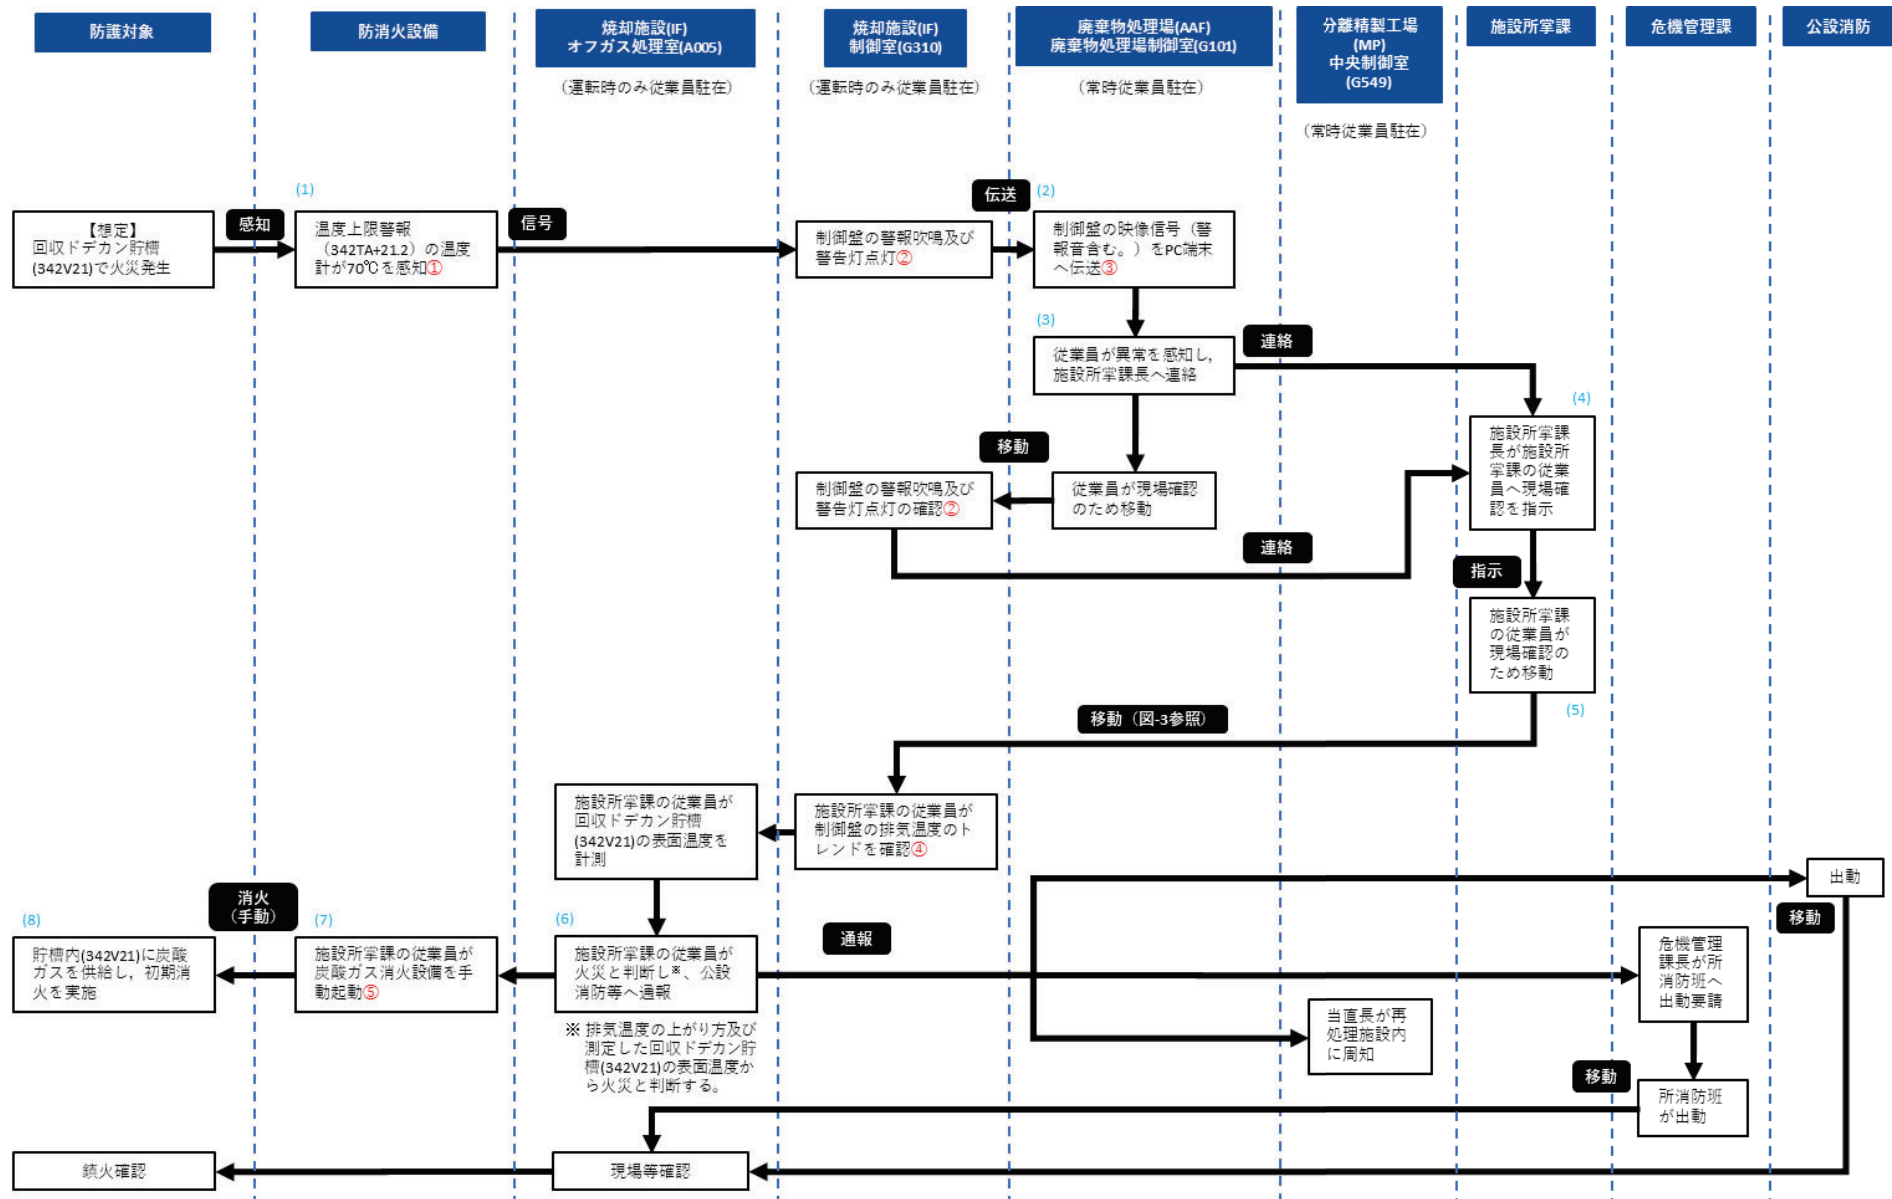 防護対象
防消火設備
焼却施設(IF)
オフガス処理室(A005)
(運転時のみ従業員駐在)
焼却施設(IF)
制御室(G310)
(運転時のみ従業員駐在)
廃棄物処理場(AAF)
廃棄物処理場制御室(G101)
(常時従業員駐在)
分離精製工場
(MP)
中央制御室
(G549)
(常時従業員駐在)
施設所掌課
危機管理課
公設消防
【想定】
回収ドデカン貯槽
(342V21)で火災発生
感知
(1)
温度上限警報
（342TA+21.2）の温度
計が70℃を感知①
信号
制御盤の警報吹鳴及び
警告灯点灯②
伝送
(2)
制御盤の映像信号（警
報音含む。）をPC端末
へ伝送③
(3)
従業員が異常を感知し,
施設所掌課長へ連絡
連絡
(4)
施設所掌課
長が施設所
掌課の従業
員へ現場確
認を指示
移動
従業員が現場確認
のため移動
制御盤の警報吹鳴及び
警告灯点灯の確認②
連絡
指示
施設所掌課
の従業員が
現場確認の
ため移動
(5)
移動（図-3参照）
施設所掌課の従業員が
制御盤の排気温度のト
レンドを確認④
施設所掌課の従業員が
回収ドデカン貯槽
(342V21)の表面温度を
計測
(6)
施設所掌課の従業員が
火災と判断し※、公設
消防等へ通報
※ 排気温度の上がり方及び
測定した回収ドデカン貯
槽(342V21)の表面温度か
ら火災と判断する。
通報
(7)
施設所掌課の従業員が
炭酸ガス消火設備を手
動起動⑤
消火
（手動）
(8)
貯槽内(342V21)に炭酸
ガスを供給し，初期消
火を実施
出動
移動
危機管理
課長が所
消防班へ
出動要請
当直長が再
処理施設内
に周知
移動
所消防班
が出動
現場等確認
鎮火確認